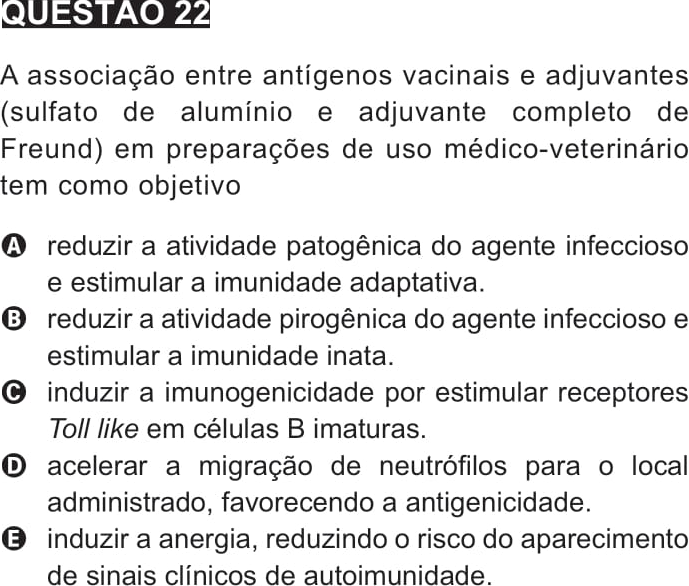 QUESTÃO 22
A associação entre antígenos vacinais e adjuvantes
(sulfato de alumínio e adjuvante completo de
Freund) em preparações de uso médico-veterinário
tem como objetivo
A reduzir a atividade patogênica do agente infeccioso
e estimular a imunidade adaptativa.
B reduzir a atividade pirogênica do agente infeccioso e
estimular a imunidade inata.
C induzir a imunogenicidade por estimular receptores
Toll like em células B imaturas.
D acelerar a migração de neutrófilos para o local
administrado, favorecendo a antigenicidade.
E induzir a anergia, reduzindo o risco do aparecimento
de sinais clínicos de autoimunidade.